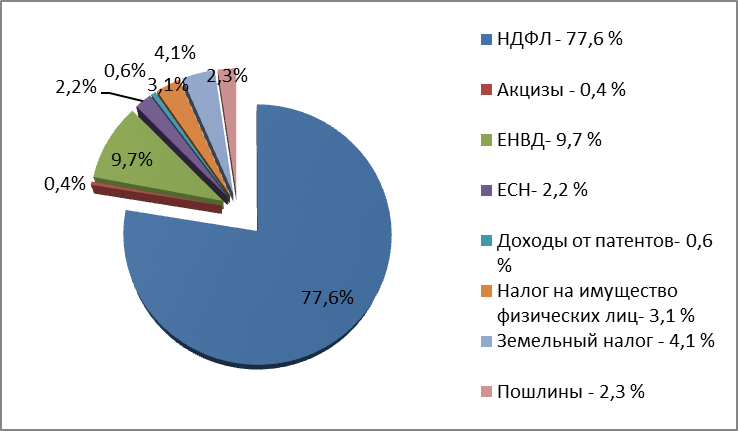 4,1%
0,6%
2,3%
3,1%
2,2%
9,7%
0,4%
77,6%
НДФЛ - 77,6 %
Акцизы - 0,4 %
ЕНВД- 9,7 %
ЕСН- 2,2 %
Доходы от патентов- 0,6
%
Налог на имущество
физических лиц- 3,1 %
Земельный налог - 4,1 %
Пошлины - 2,3 %